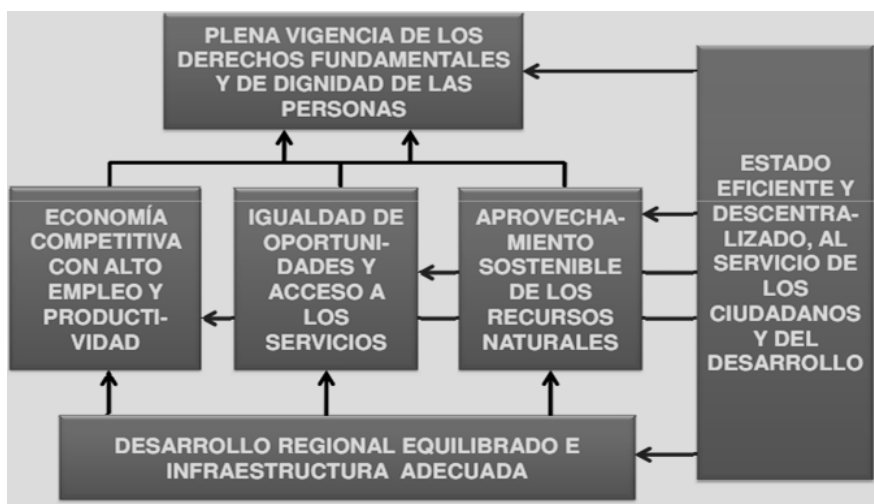 PLENA VIGENCIA DE LOS
DERECHOS FUNDAMENTALES
Y DE DIGNIDAD DE LAS
PERSONAS
ECONOMÍA
COMPETITIVA
CON ALTO
EMPLEO Y
PRODUCTI-
VIDAD
IGUALDAD DE
OPORTUNI-
DADES Y
ACCESO A
LOS
SERVICIOS
APROVECHA-
MIENTO
SOSTENIBLE
DE LOS
RECURSOS
NATURALES
ESTADO
EFICIENTE Y
DESCENTRA-
LIZADO, AL
SERVICIO DE
LOS
CIUDADANOS
Y DEL
DESARROLLO
DESARROLLO REGIONAL EQUILIBRADO E
INFRAESTRUCTURA ADECUADA